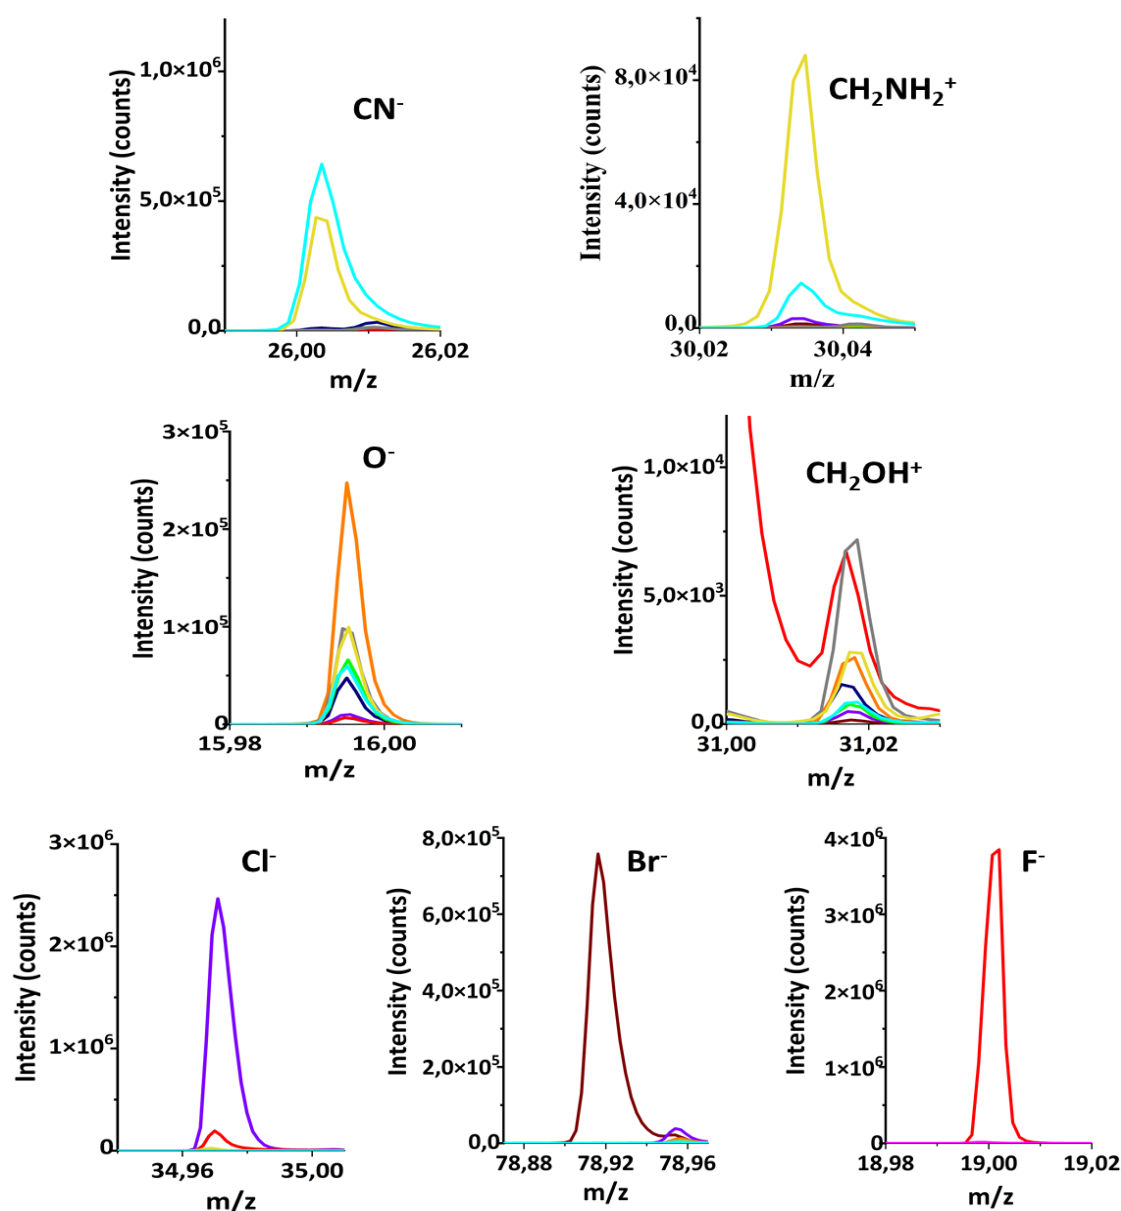 CN⁻
Intensity (counts)
1,0×10⁶
5,0×10⁵
0,0
26,00
26,02
m/z
CH₂NH₂⁺
Intensity (counts)
8,0×10⁴
4,0×10⁴
0,0
30,02
30,04
m/z
O⁻
Intensity (counts)
3×10⁵
2×10⁵
1×10⁵
0
15,98
16,00
m/z
CH₂OH⁺
Intensity (counts)
1,0×10⁴
5,0×10³
0,0
31,00
31,02
m/z
Cl⁻
Intensity (counts)
3×10⁶
2×10⁶
1×10⁶
0
34,96
35,00
m/z
Br⁻
Intensity (counts)
8,0×10⁵
6,0×10⁵
4,0×10⁵
2,0×10⁵
0,0
78,88
78,92
78,96
m/z
F⁻
Intensity (counts)
4×10⁶
3×10⁶
2×10⁶
1×10⁶
0
18,98
19,00
19,02
m/z